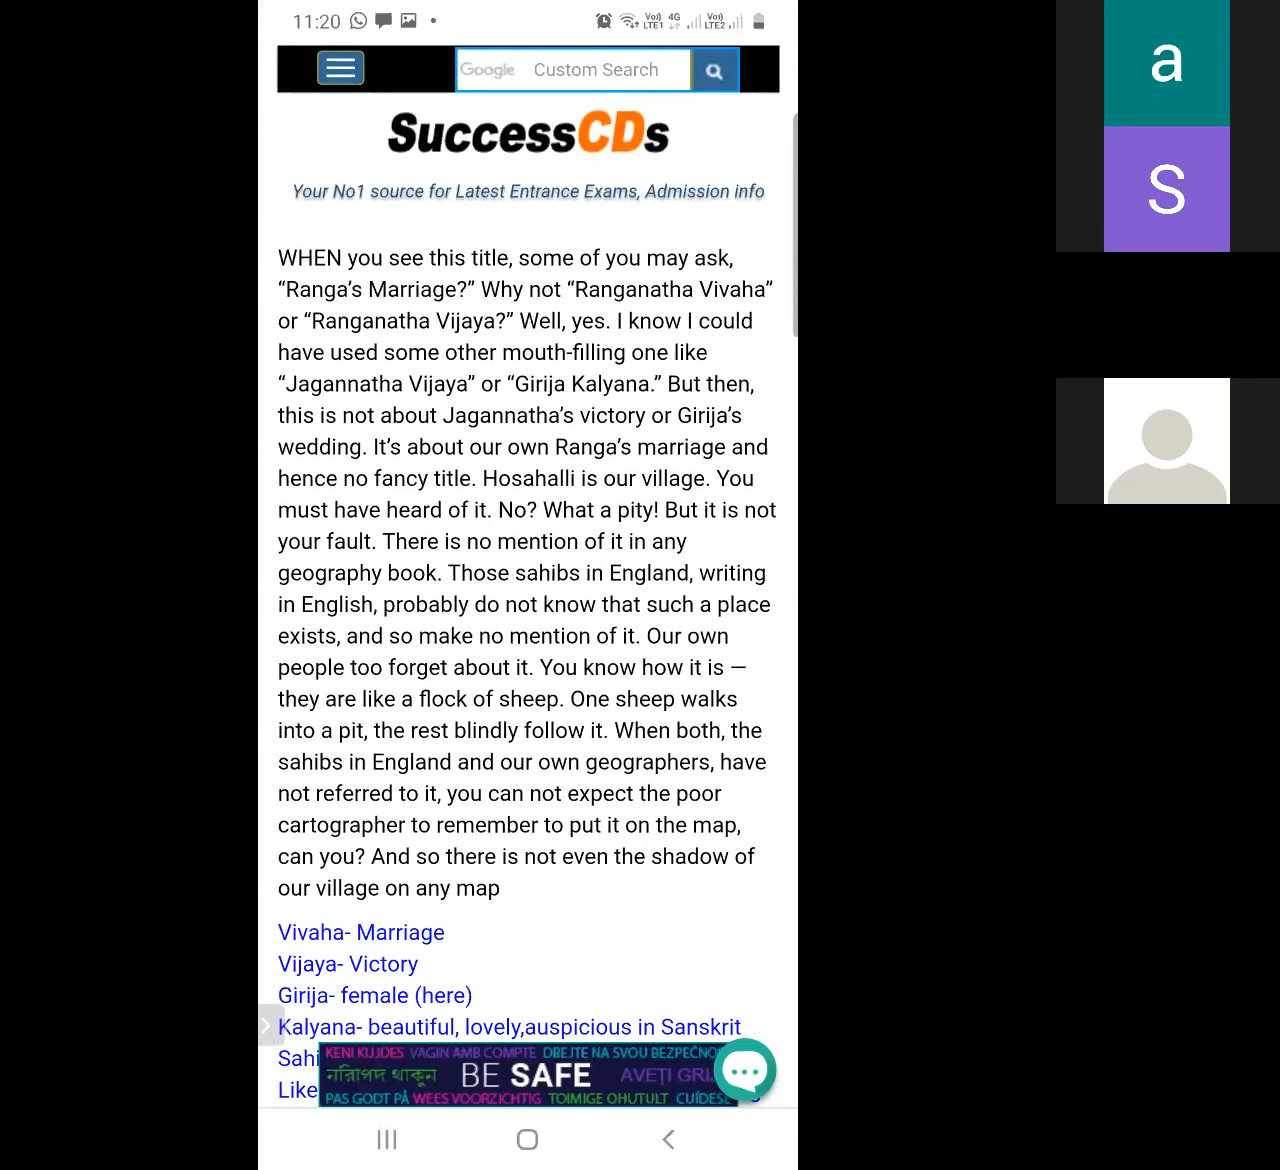 11:20
Vo) LTE1 4G Vo) LTE2
a
Google Custom Search
SuccessCDs
S
Your No1 source for Latest Entrance Exams, Admission info
WHEN you see this title, some of you may ask,
“Ranga’s Marriage?” Why not “Ranganatha Vivaha”
or “Ranganatha Vijaya?” Well, yes. I know I could
have used some other mouth-filling one like
“Jagannatha Vijaya” or “Girija Kalyana.” But then,
this is not about Jagannatha’s victory or Girija’s
wedding. It’s about our own Ranga’s marriage and
hence no fancy title. Hosahalli is our village. You
must have heard of it. No? What a pity! But it is not
your fault. There is no mention of it in any
geography book. Those sahibs in England, writing
in English, probably do not know that such a place
exists, and so make no mention of it. Our own
people too forget about it. You know how it is —
they are like a flock of sheep. One sheep walks
into a pit, the rest blindly follow it. When both, the
sahibs in England and our own geographers, have
not referred to it, you can not expect the poor
cartographer to remember to put it on the map,
can you? And so there is not even the shadow of
our village on any map
Vivaha- Marriage
Vijaya- Victory
Girija- female (here)
Kalyana- beautiful, lovely,auspicious in Sanskrit
Sahi
KENI KUJDES VAGIN AMB COMPTE DBEJTE NA SVOU BEZPEČNO
নিরাপদ থাকুন BE SAFE AVEȚI GRIJ
Like
PAS GODT PÅ WEES VOORZICHTIG TOIMIGE OHUTULT CUÍDESE